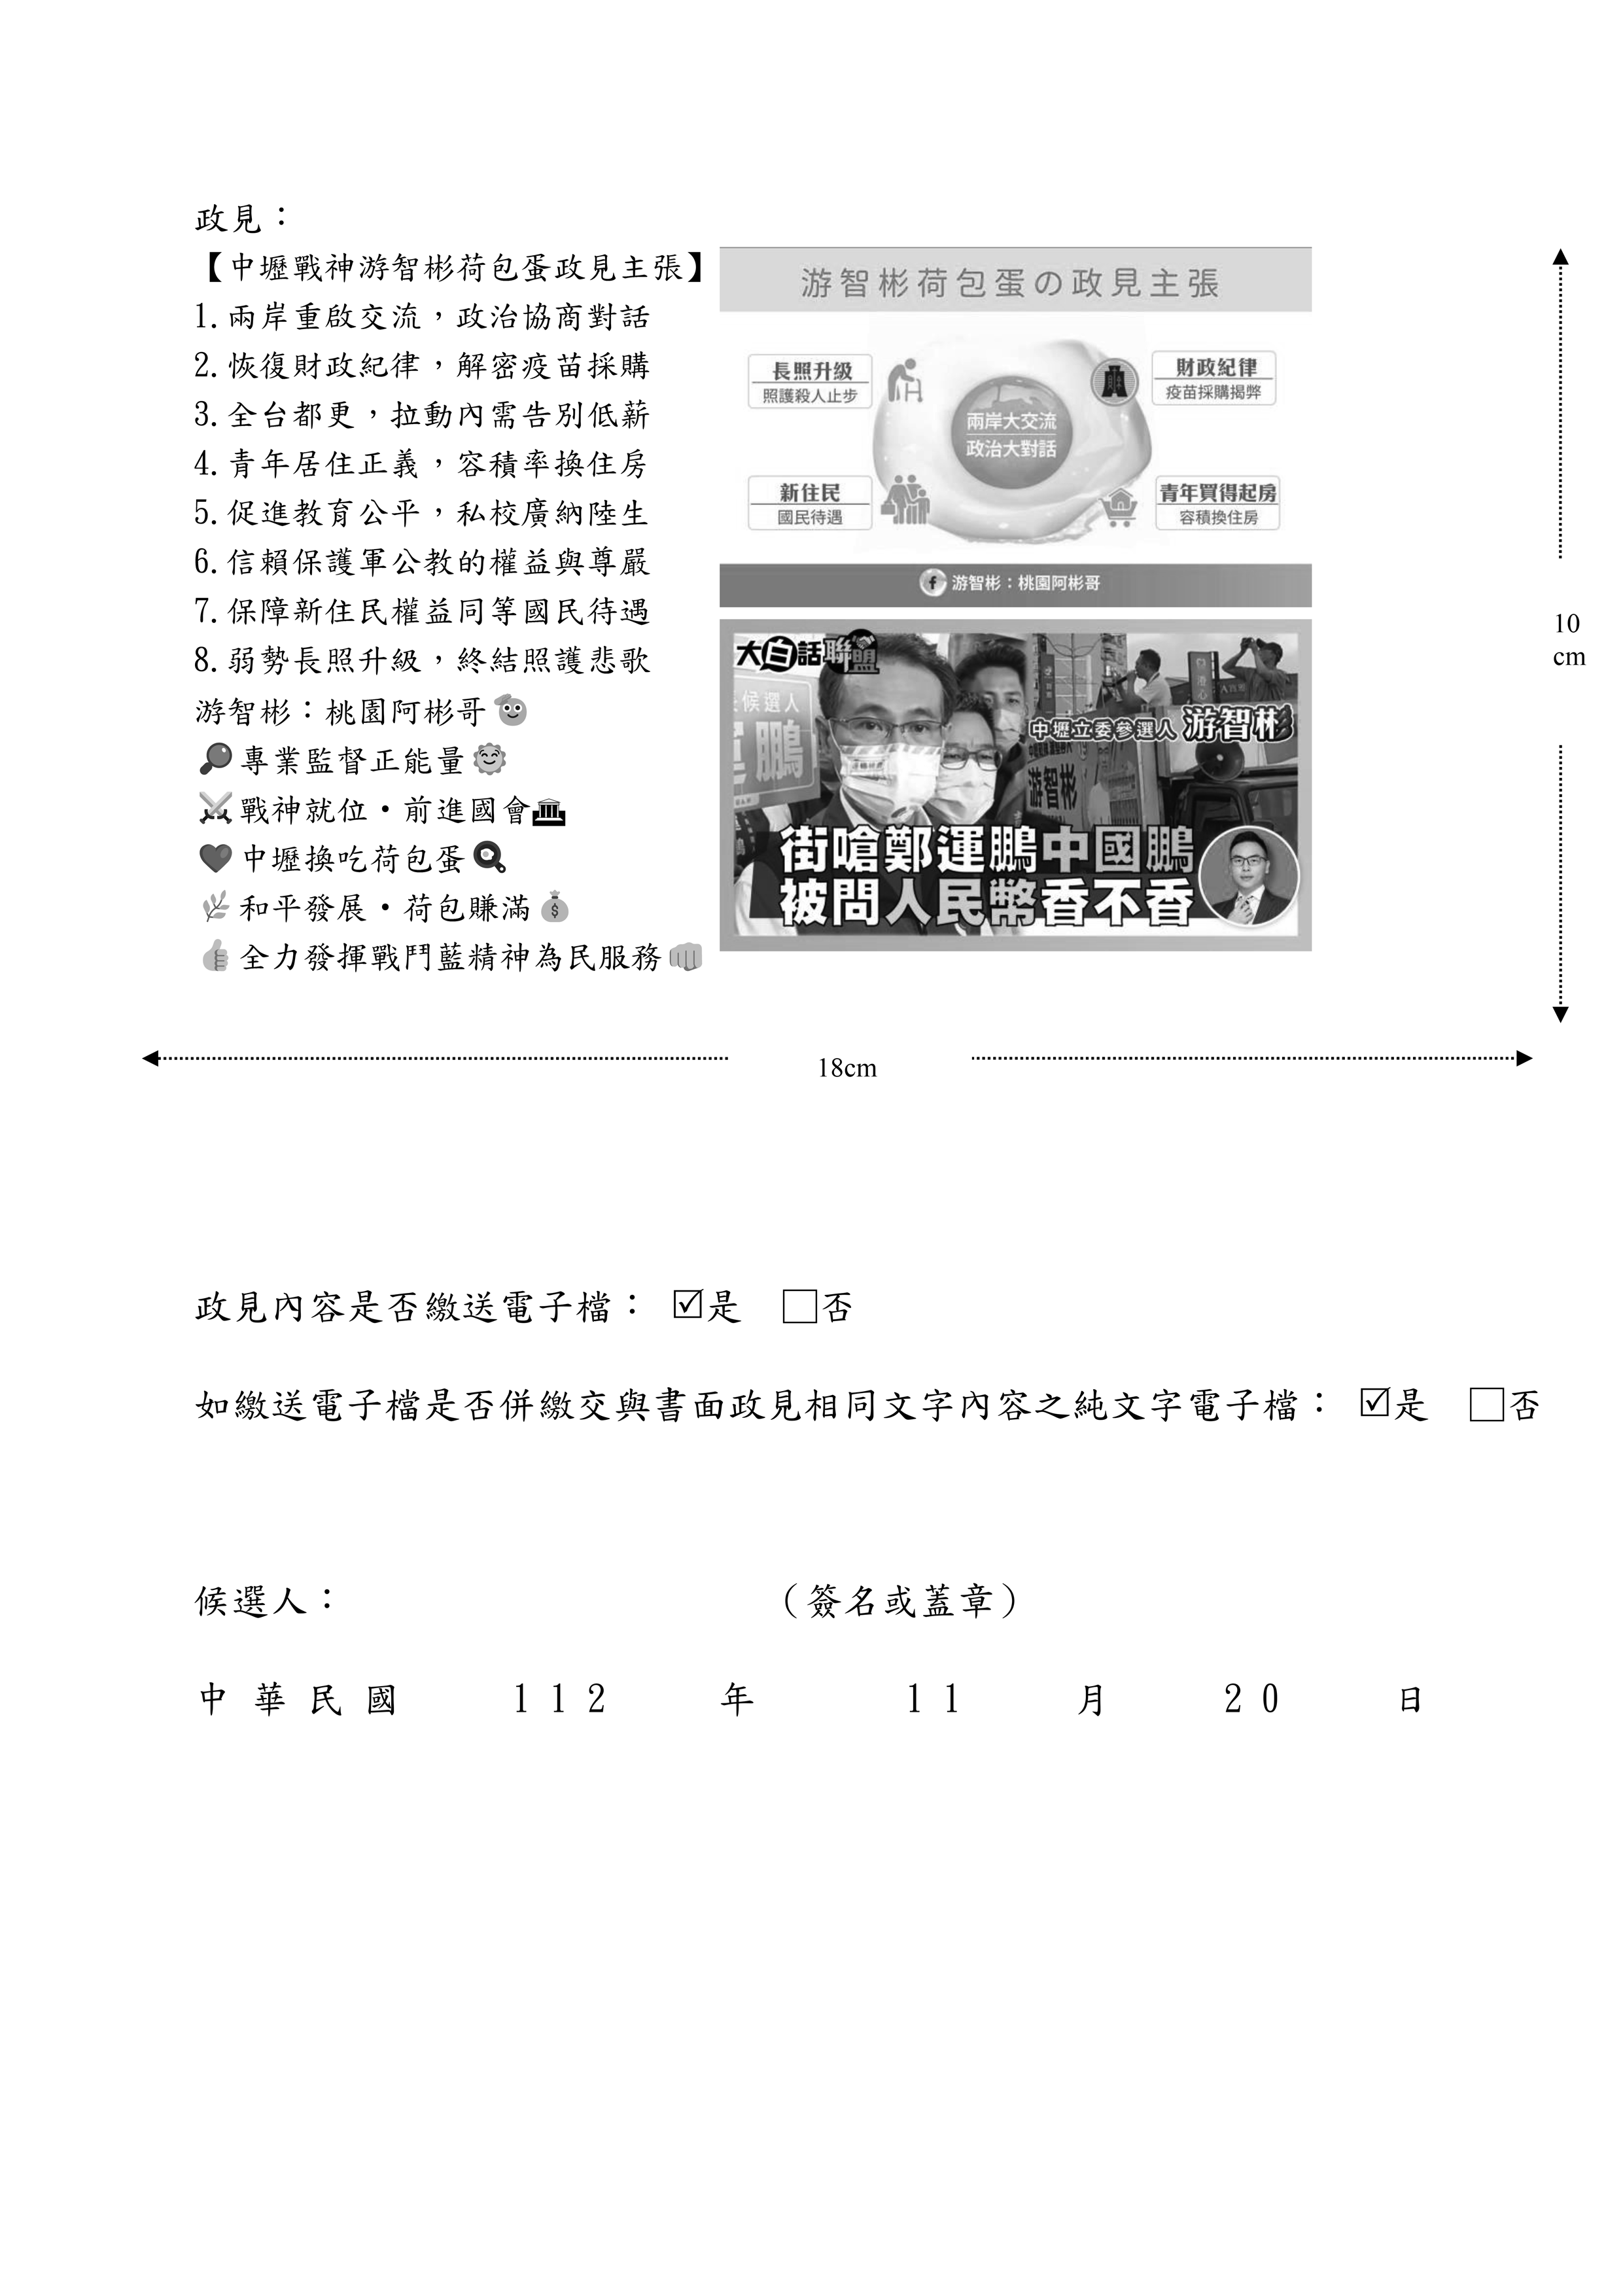 政見：
【中壢戰神游智彬荷包蛋政見主張】
1.兩岸重啟交流，政治協商對話
2.恢復財政紀律，解密疫苗採購
3.全台都更，拉動內需告別低薪
4.青年居住正義，容積率換住房
5.促進教育公平，私校廣納陸生
6.信賴保護軍公教的權益與尊嚴
7.保障新住民權益同等國民待遇
8.弱勢長照升級，終結照護悲歌
游智彬：桃園阿彬哥
專業監督正能量
戰神就位・前進國會
中壢換吃荷包蛋
和平發展・荷包賺滿
全力發揮戰鬥藍精神為民服務
游智彬荷包蛋の政見主張
長照升級
照護殺人止步
財政紀律
疫苗採購揭弊
兩岸大交流
政治大對話
新住民
國民待遇
青年買得起房
容積換住房
游智彬：桃園阿彬哥
大白話聯盟
候選人
鵬
中壢立委參選人 游智彬
游智彬
街嗆鄭運鵬中國鵬
被問人民幣香不香
10
cm
18cm
政見內容是否繳送電子檔： ☑是 □否
如繳送電子檔是否併繳交與書面政見相同文字內容之純文字電子檔： ☑是 □否
候選人： （簽名或蓋章）
中華民國 112 年 11 月 20 日